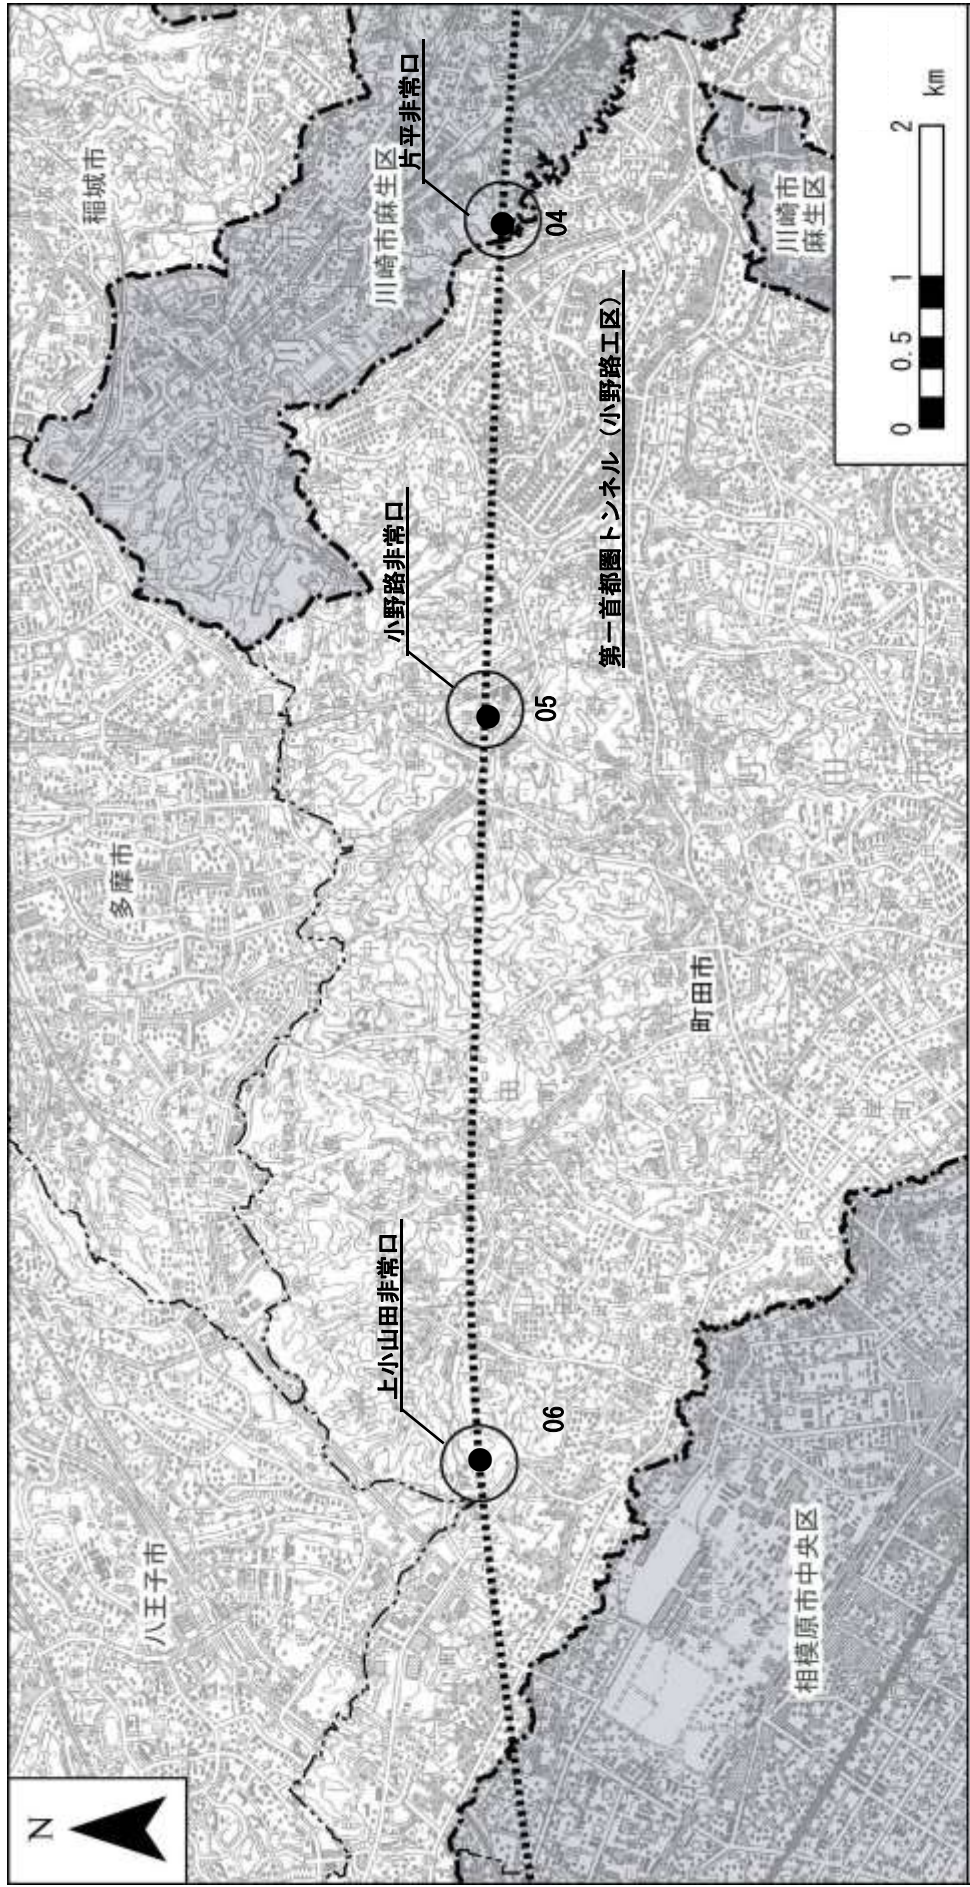 N
八王子市
多摩市
稲城市
川崎市麻生区
片平非常口
小野路非常口
上小山田非常口
04
05
06
第一首都圏トンネル（小野路工区）
町田市
相模原市中央区
川崎市
麻生区
0 0.5 1 2
km